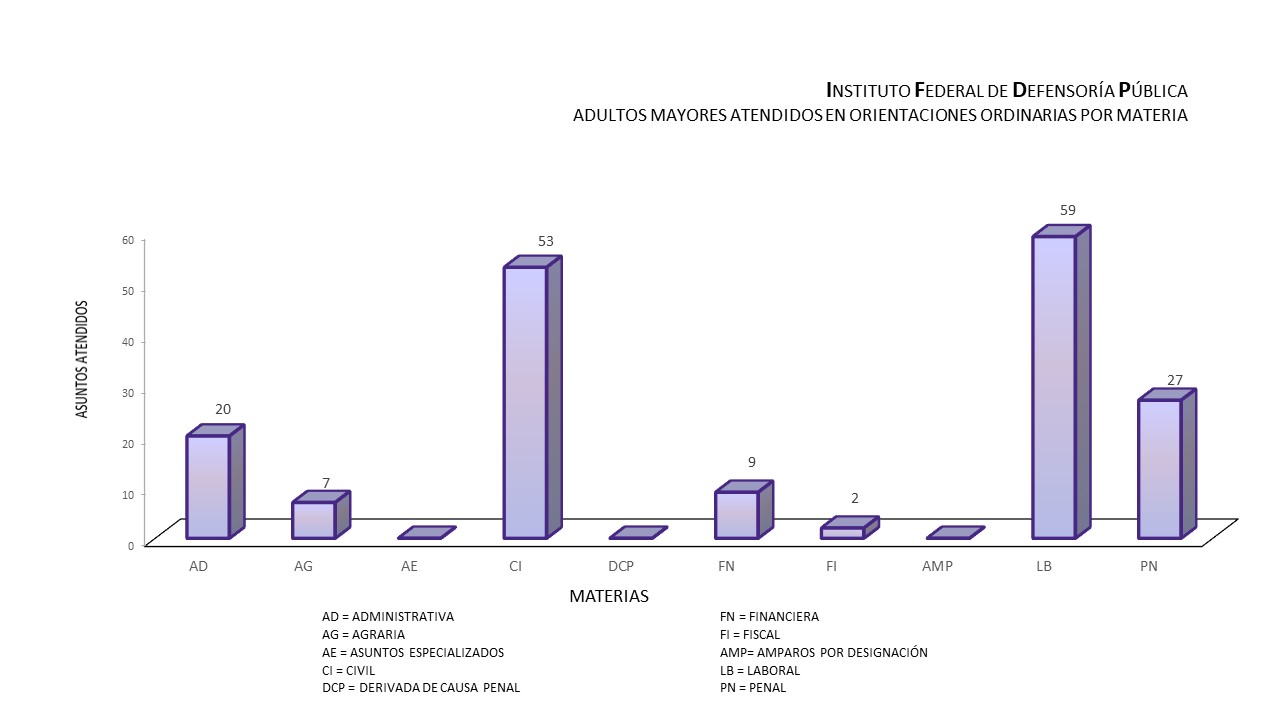 INSTITUTO FEDERAL DE DEFENSORÍA PÚBLICA
ADULTOS MAYORES ATENDIDOS EN ORIENTACIONES ORDINARIAS POR MATERIA
ASUNTOS ATENDIDOS
60
50
40
30
20
10
0
20
7
53
9
2
59
27
AD AG AE CI DCP FN FI AMP LB PN
MATERIAS
AD = ADMINISTRATIVA
AG = AGRARIA
AE = ASUNTOS ESPECIALIZADOS
CI = CIVIL
DCP = DERIVADA DE CAUSA PENAL
FN = FINANCIERA
FI = FISCAL
AMP= AMPAROS POR DESIGNACIÓN
LB = LABORAL
PN = PENAL